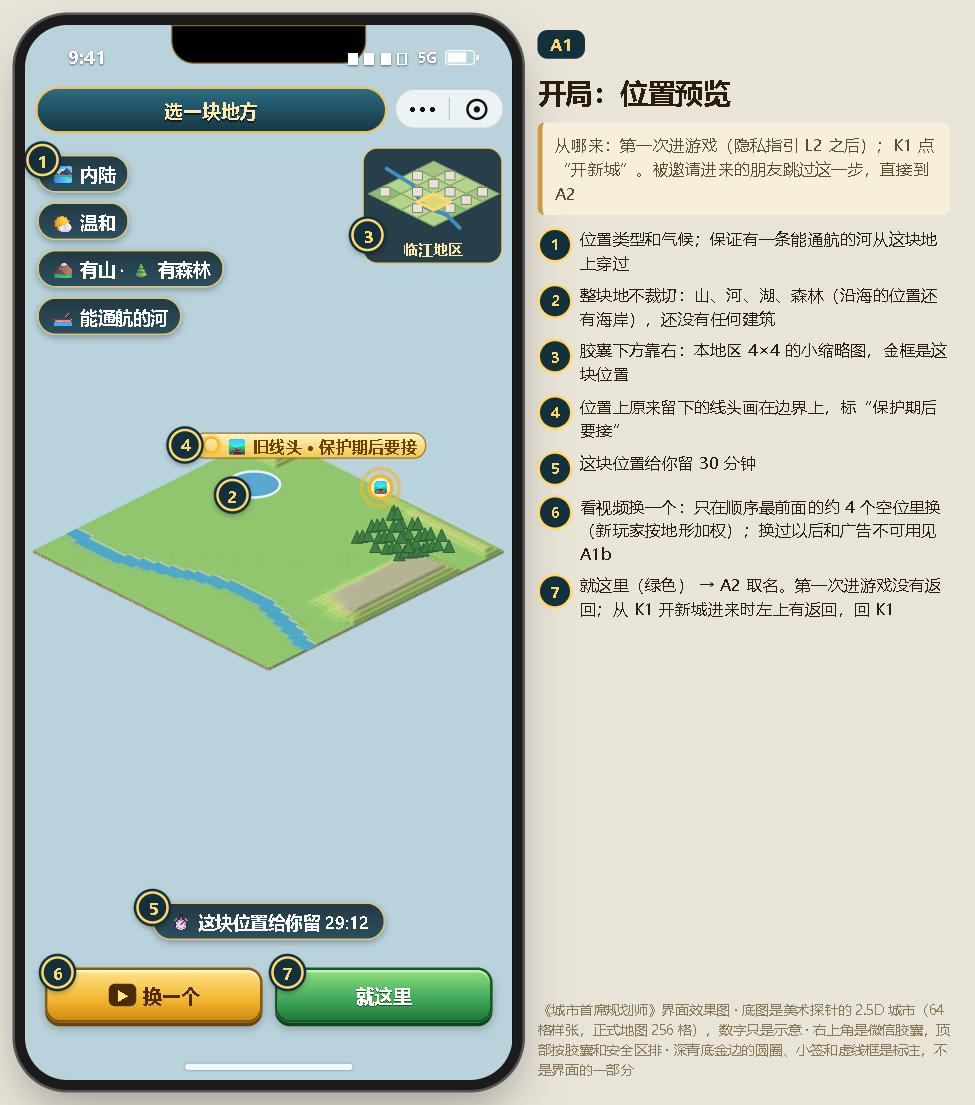 9:41
5G
选一块地方
1
内陆
温和
有山· 有森林
能通航的河
3
临江地区
4
旧线头 • 保护期后要接
2
5
这块位置给你留 29:12
6
换一个
7
就这里
A1
开局：位置预览
从哪来：第一次进游戏（隐私指引 L2 之后）；K1 点
“开新城”。被邀请进来的朋友跳过这一步，直接到
A2
1
位置类型和气候；保证有一条能通航的河从这块地
上穿过
2
整块地不裁切：山、河、湖、森林（沿海的位置还
有海岸），还没有任何建筑
3
胶囊下方靠右：本地区 4×4 的小缩略图，金框是这
块位置
4
位置上原来留下的线头画在边界上，标“保护期后
要接”
5
这块位置给你留 30 分钟
6
看视频换一个：只在顺序最前面的约 4 个空位里换
（新玩家按地形加权）；换过以后和广告不可用见
A1b
7
就这里（绿色） → A2 取名。第一次进游戏没有返
回；从 K1 开新城进来时左上有返回，回 K1
《城市首席规划师》界面效果图 · 底图是美术探针的 2.5D 城市（64
格样张，正式地图 256 格），数字只是示意 · 右上角是微信胶囊，顶
部按胶囊和安全区排 · 深青底金边的圆圈、小签和虚线框是标注，不
是界面的一部分